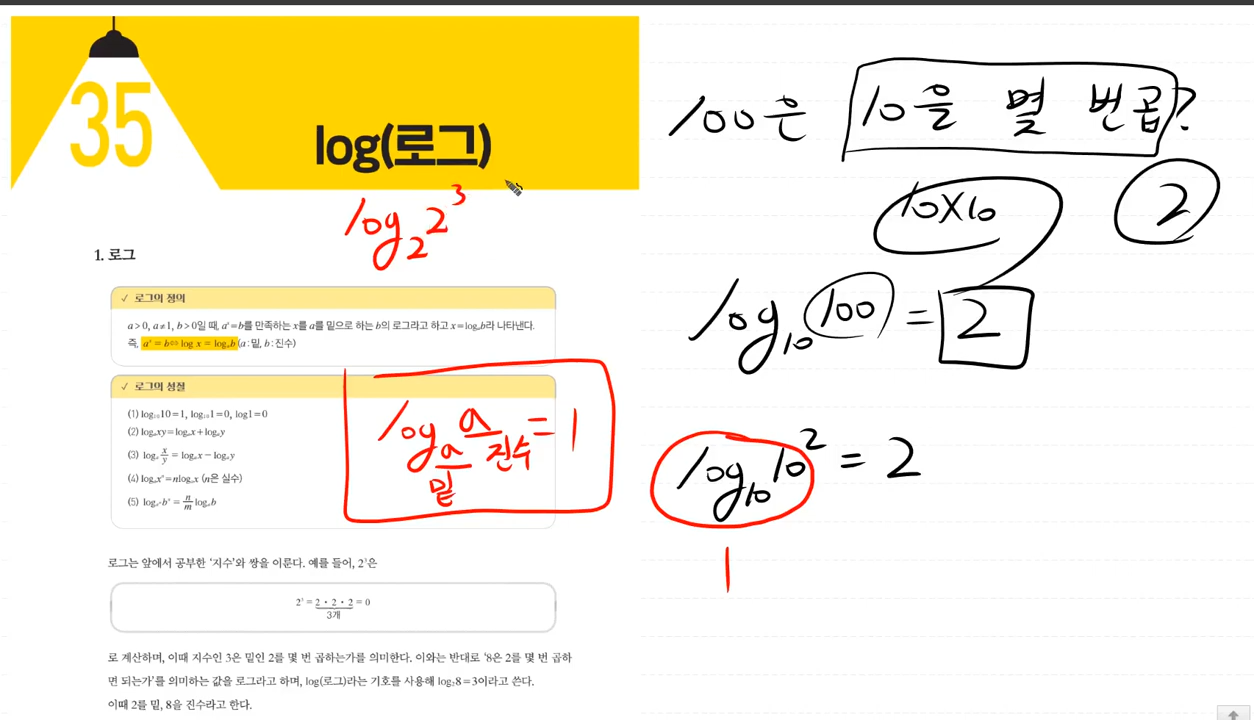 35
log(로그)
log₂2³
1. 로그
✓ 로그의 정의
a>0, a≠1, b>0일 때, aˣ=b를 만족하는 x를 a를 밑으로 하는 b의 로그라고 하고 x=logₐb라 나타낸다.
즉, aˣ = b⇔ log x = logₐb (a : 밑, b : 진수)
✓ 로그의 성질
(1) log₁₀10=1, log₁₀1=0, log1=0
(2) logₐxy=logₐx+logₐy
(3) logₐ x/y = logₐx−logₐy
(4) logₐxⁿ=nlogₐx (n은 실수)
(5) logₐᵐbⁿ = n/m logₐb
logₐa=1
밑 진수
로그는 앞에서 공부한 '지수'와 쌍을 이룬다. 예를 들어, 2³은
2³ = 2 · 2 · 2 = 0
3개
로 계산하며, 이때 지수인 3은 밑인 2를 몇 번 곱하는가를 의미한다. 이와는 반대로 '8은 2를 몇 번 곱하
면 되는가'를 의미하는 값을 로그라고 하며, log(로그)라는 기호를 사용해 log₂8=3이라고 쓴다.
이때 2를 밑, 8을 진수라고 한다.
100은 10을 몇 번곱?
10×10 2
log₁₀100 = 2
log₁₀10² = 2
1